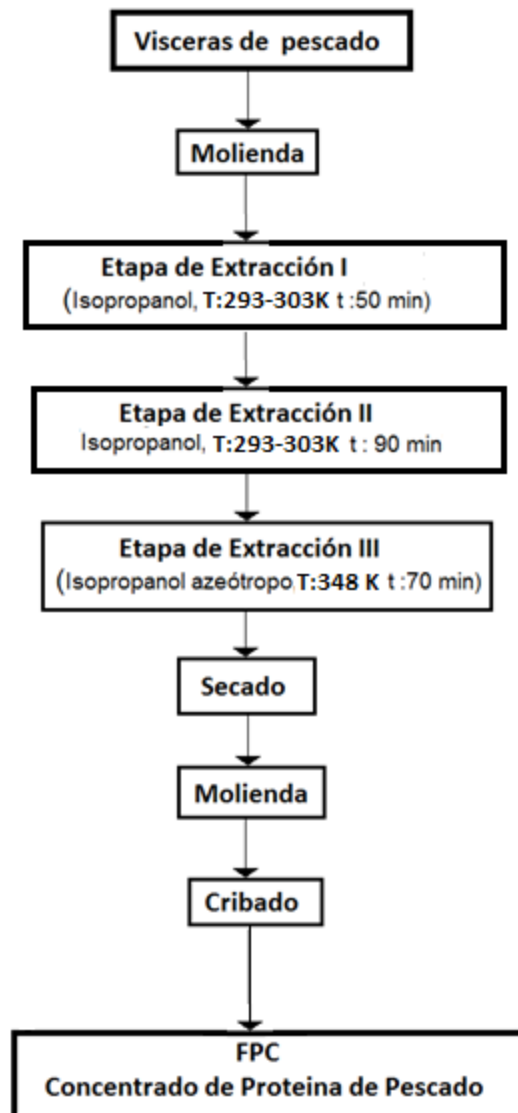 Visceras de pescado
Molienda
Etapa de Extracción I
(Isopropanol, T:293-303K t :50 min)
Etapa de Extracción II
Isopropanol, T:293-303K t : 90 min
Etapa de Extracción III
(Isopropanol azeótropo T:348 K t :70 min)
Secado
Molienda
Cribado
FPC
Concentrado de Proteina de Pescado